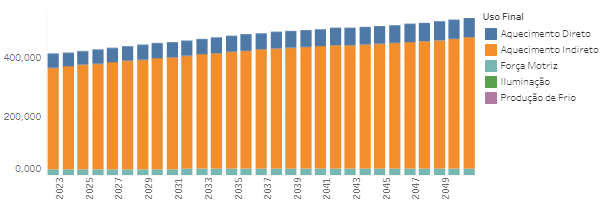 Uso Final
Aquecimento Direto
Aquecimento Indireto
Força Motriz
Iluminação
Produção de Frio
400,000
200,000
0,000
2023
2025
2027
2029
2031
2033
2035
2037
2039
2041
2043
2045
2047
2049